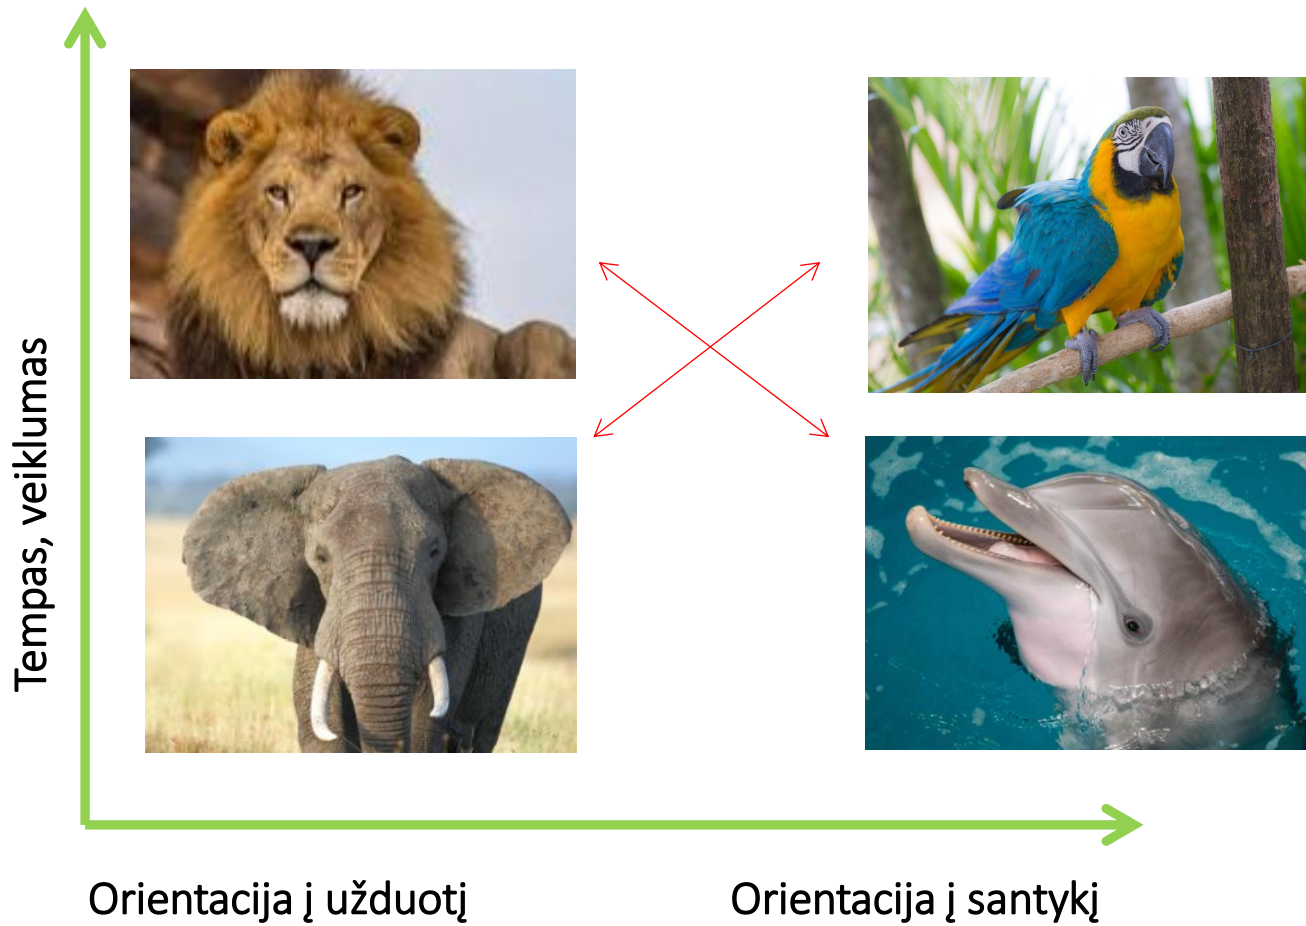 Tempas, veiklumas
Orientacija į užduotį
Orientacija į santykį